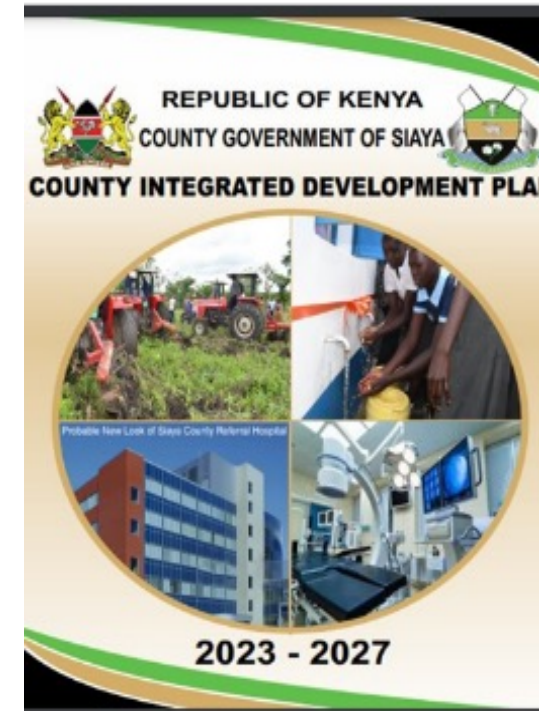 REPUBLIC OF KENYA
COUNTY GOVERNMENT OF SIAYA
COUNTY INTEGRATED DEVELOPMENT PLA
Probable New Look of Siaya County Referral Hospital
2023 - 2027